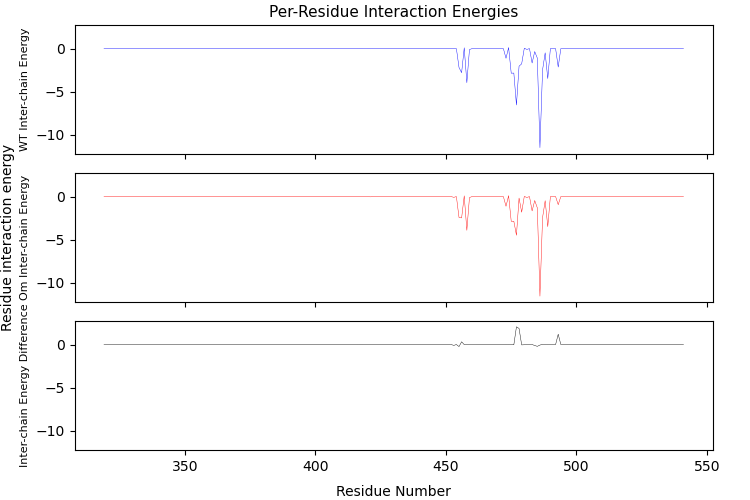 Per-Residue Interaction Energies
WT Inter-chain Energy
0
−5
−10
Residue interaction energy
Om Inter-chain Energy
0
−5
−10
Inter-chain Energy Difference
0
−5
−10
350
400
450
500
550
Residue Number